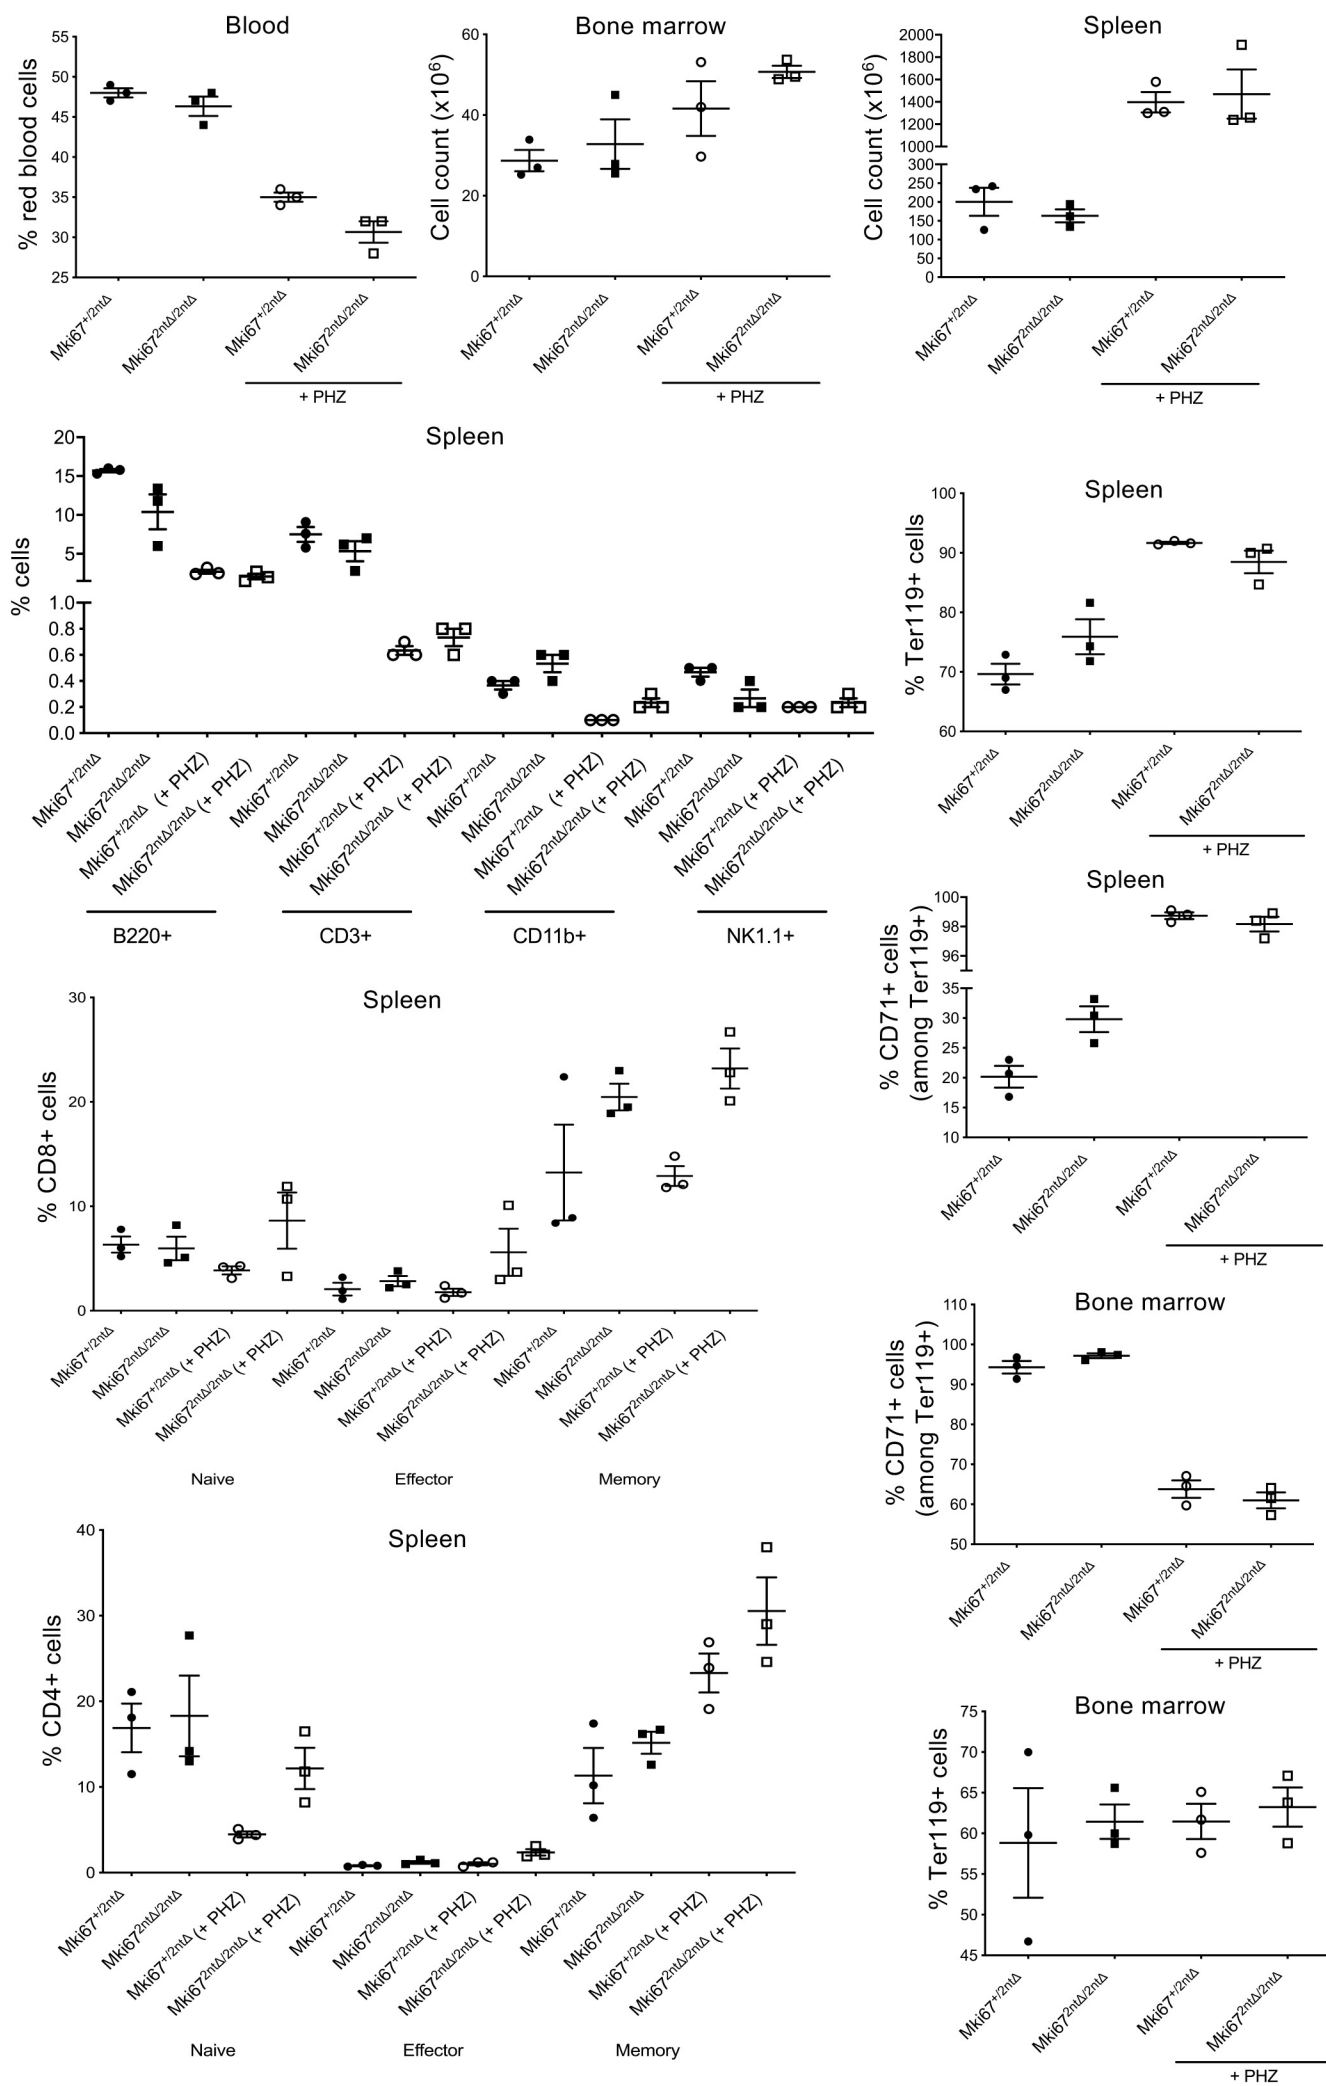 Blood
% red blood cells
55
50
45
40
35
30
25
Mki67+/2ntΔ
Mki672ntΔ/2ntΔ
Mki67+/2ntΔ
Mki672ntΔ/2ntΔ
+ PHZ
Bone marrow
Cell count (x10⁶)
60
40
20
0
Mki67+/2ntΔ
Mki672ntΔ/2ntΔ
Mki67+/2ntΔ
Mki672ntΔ/2ntΔ
+ PHZ
Spleen
Cell count (x10⁶)
2000
1800
1600
1400
1200
1000
300
250
200
150
100
50
0
Mki67+/2ntΔ
Mki672ntΔ/2ntΔ
Mki67+/2ntΔ
Mki672ntΔ/2ntΔ
+ PHZ
Spleen
% cells
20
15
10
5
1.0
0.8
0.6
0.4
0.2
0.0
Mki67+/2ntΔ
Mki672ntΔ/2ntΔ
Mki67+/2ntΔ (+ PHZ)
Mki672ntΔ/2ntΔ (+ PHZ)
Mki67+/2ntΔ
Mki672ntΔ/2ntΔ
Mki67+/2ntΔ (+ PHZ)
Mki672ntΔ/2ntΔ (+ PHZ)
Mki67+/2ntΔ
Mki672ntΔ/2ntΔ
Mki67+/2ntΔ (+ PHZ)
Mki672ntΔ/2ntΔ (+ PHZ)
Mki67+/2ntΔ
Mki672ntΔ/2ntΔ
Mki67+/2ntΔ (+ PHZ)
Mki672ntΔ/2ntΔ (+ PHZ)
B220+
CD3+
CD11b+
NK1.1+
Spleen
% Ter119+ cells
100
90
80
70
60
Mki67+/2ntΔ
Mki672ntΔ/2ntΔ
Mki67+/2ntΔ
Mki672ntΔ/2ntΔ
+ PHZ
Spleen
% CD71+ cells
(among Ter119+)
100
98
96
35
30
25
20
15
10
Mki67+/2ntΔ
Mki672ntΔ/2ntΔ
Mki67+/2ntΔ
Mki672ntΔ/2ntΔ
+ PHZ
Spleen
% CD8+ cells
30
20
10
0
Mki67+/2ntΔ
Mki672ntΔ/2ntΔ
Mki67+/2ntΔ (+ PHZ)
Mki672ntΔ/2ntΔ (+ PHZ)
Mki67+/2ntΔ
Mki672ntΔ/2ntΔ
Mki67+/2ntΔ (+ PHZ)
Mki672ntΔ/2ntΔ (+ PHZ)
Mki67+/2ntΔ
Mki672ntΔ/2ntΔ
Mki67+/2ntΔ (+ PHZ)
Mki672ntΔ/2ntΔ (+ PHZ)
Naive
Effector
Memory
Bone marrow
% CD71+ cells
(among Ter119+)
110
100
90
80
70
60
50
Mki67+/2ntΔ
Mki672ntΔ/2ntΔ
Mki67+/2ntΔ
Mki672ntΔ/2ntΔ
+ PHZ
Spleen
% CD4+ cells
40
30
20
10
0
Mki67+/2ntΔ
Mki672ntΔ/2ntΔ
Mki67+/2ntΔ (+ PHZ)
Mki672ntΔ/2ntΔ (+ PHZ)
Mki67+/2ntΔ
Mki672ntΔ/2ntΔ
Mki67+/2ntΔ (+ PHZ)
Mki672ntΔ/2ntΔ (+ PHZ)
Mki67+/2ntΔ
Mki672ntΔ/2ntΔ
Mki67+/2ntΔ (+ PHZ)
Mki672ntΔ/2ntΔ (+ PHZ)
Naive
Effector
Memory
Bone marrow
% Ter119+ cells
75
70
65
60
55
50
45
Mki67+/2ntΔ
Mki672ntΔ/2ntΔ
Mki67+/2ntΔ
Mki672ntΔ/2ntΔ
+ PHZ